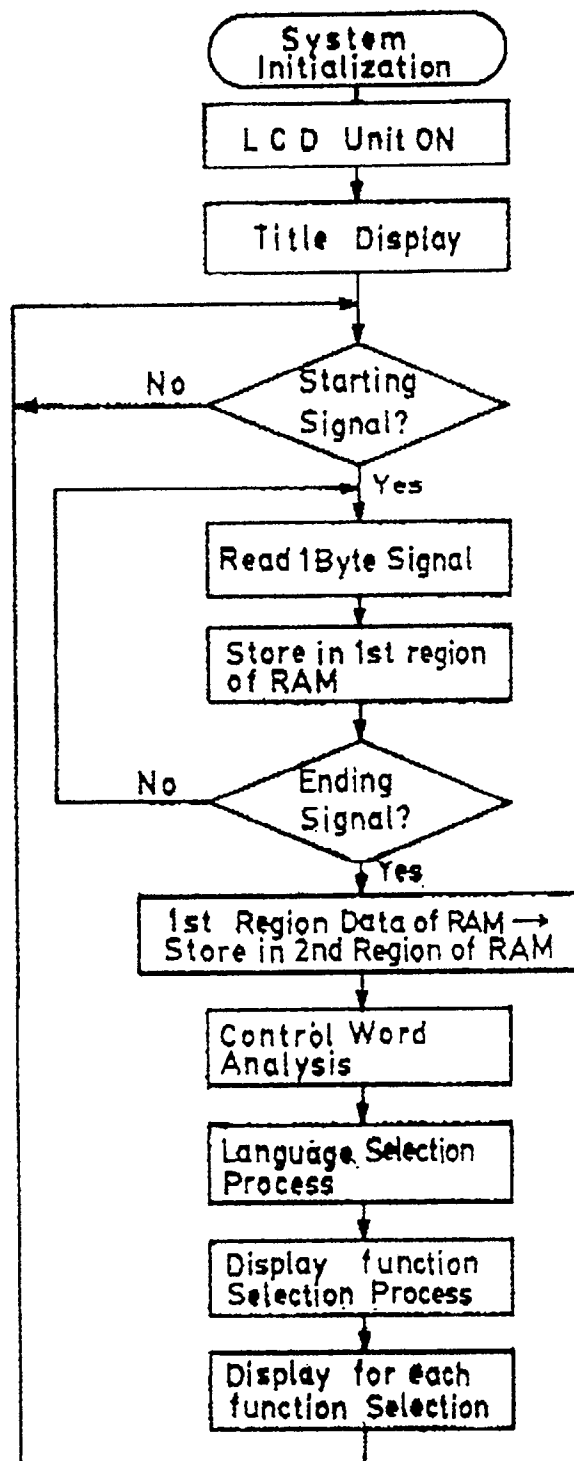 System
Initialization
LCD Unit ON
Title Display
Starting
Signal?
No
Yes
Read 1 Byte Signal
Store in 1st region
of RAM
Ending
Signal?
No
Yes
1st Region Data of RAM →
Store in 2nd Region of RAM
Control Word
Analysis
Language Selection
Process
Display function
Selection Process
Display for each
function Selection